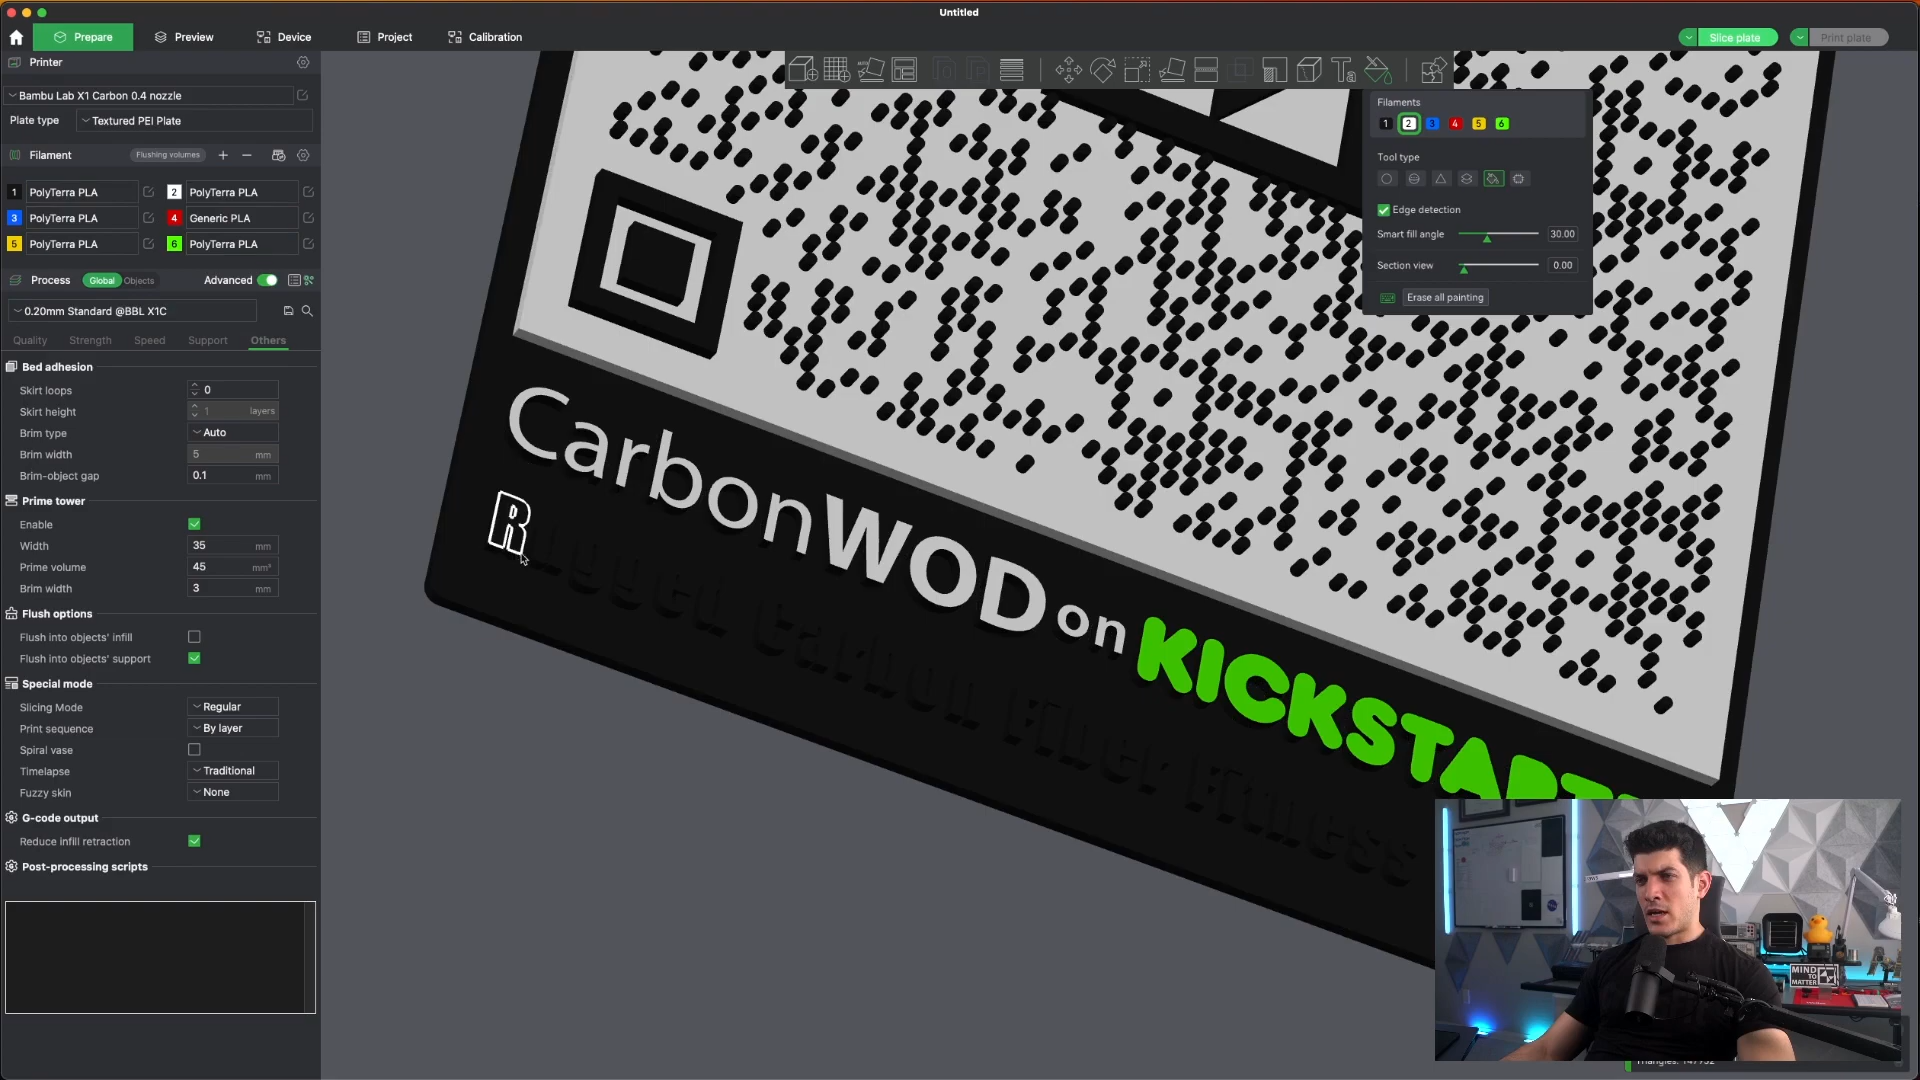 Untitled
Prepare
Preview
Device
Project
Calibration
Slice plate
Print plate
Printer
Bambu Lab X1 Carbon 0.4 nozzle
Plate type
Textured PEI Plate
Filament
Flushing volumes
1 PolyTerra PLA
2 PolyTerra PLA
3 PolyTerra PLA
4 Generic PLA
5 PolyTerra PLA
6 PolyTerra PLA
Process
Global
Objects
Advanced
0.20mm Standard @BBL X1C
Quality
Strength
Speed
Support
Others
Bed adhesion
Skirt loops 0
Skirt height 1 layers
Brim type Auto
Brim width 5 mm
Brim-object gap 0.1 mm
Prime tower
Enable
Width 35 mm
Prime volume 45 mm³
Brim width 3 mm
Flush options
Flush into objects' infill
Flush into objects' support
Special mode
Slicing Mode Regular
Print sequence By layer
Spiral vase
Timelapse Traditional
Fuzzy skin None
G-code output
Reduce infill retraction
Post-processing scripts
Filaments
1 2 3 4 5 6
Tool type
Edge detection
Smart fill angle 30.00
Section view 0.00
Erase all painting
CarbonWOD on KICKSTART
Rugged Carbon Fiber Fitness
MIND
TO
MATTER